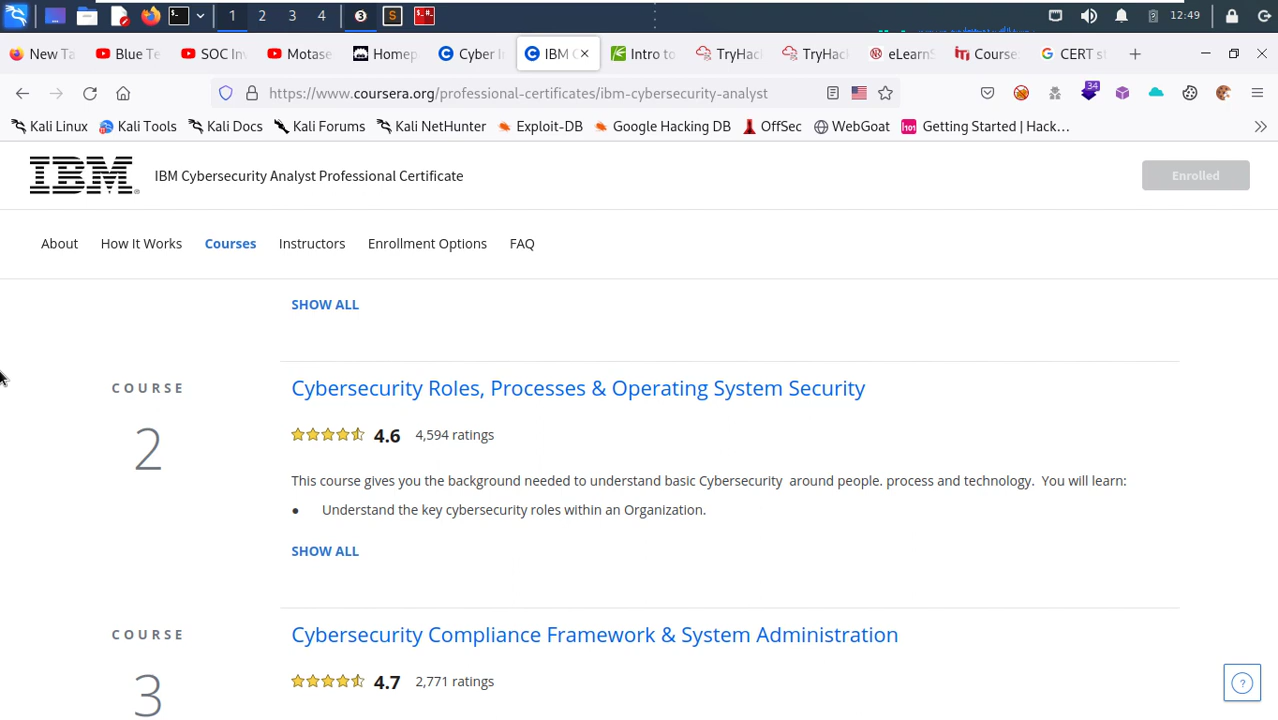 1 2 3 4 12:49
New Ta Blue Te SOC Inv Motase Homep Cyber I IBM C Intro to TryHac TryHac eLearnS Course CERT st
https://www.coursera.org/professional-certificates/ibm-cybersecurity-analyst 34
Kali Linux Kali Tools Kali Docs Kali Forums Kali NetHunter Exploit-DB Google Hacking DB OffSec WebGoat Getting Started | Hack…
IBM IBM Cybersecurity Analyst Professional Certificate Enrolled
About How It Works Courses Instructors Enrollment Options FAQ
SHOW ALL
COURSE
2
Cybersecurity Roles, Processes & Operating System Security
4.6 4,594 ratings
This course gives you the background needed to understand basic Cybersecurity around people. process and technology. You will learn:
● Understand the key cybersecurity roles within an Organization.
SHOW ALL
COURSE
3
Cybersecurity Compliance Framework & System Administration
4.7 2,771 ratings